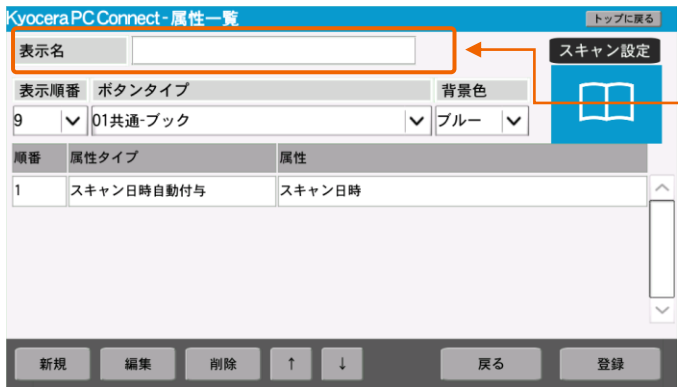 Kyocera PC Connect - 属性一覧 トップに戻る
表示名 スキャン設定
表示順番 ボタンタイプ 背景色
9 01共通-ブック ブルー
順番 属性タイプ 属性
1 スキャン日時自動付与 スキャン日時
新規 編集 削除 ↑ ↓ 戻る 登録